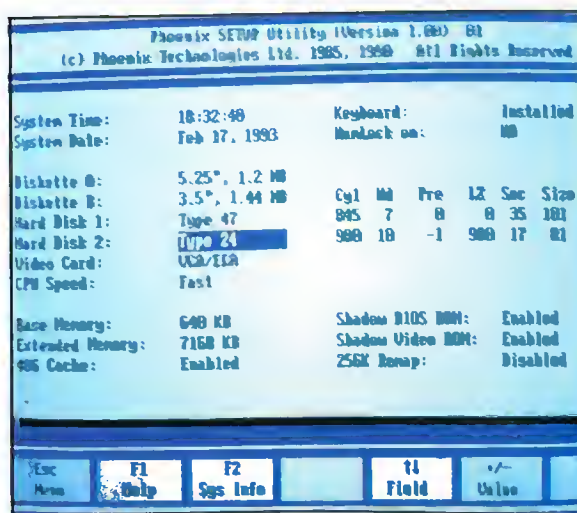 Phoenix SETUP Utility (Version 1.00) 01
(c) Phoenix Technologies Ltd. 1985, 1990 All Rights Reserved
System Time: 18:32:40 Keyboard: Installed
System Date: Feb 17, 1993 NumLock on: NO
Diskette A: 5.25", 1.2 MB
Diskette B: 3.5", 1.44 MB Cyl Hd Pre LZ Sec Size
Hard Disk 1: Type 47 845 7 0 0 35 101
Hard Disk 2: Type 24 900 10 -1 900 17 81
Video Card: VGA/EGA
CPU Speed: Fast
Base Memory: 640 KB Shadow BIOS ROM: Enabled
Extended Memory: 7168 KB Shadow Video ROM: Enabled
486 Cache: Enabled 256K Remap: Disabled
Esc F1 F2 ↑↓ +/-
Menu Help Sys Info Field Value